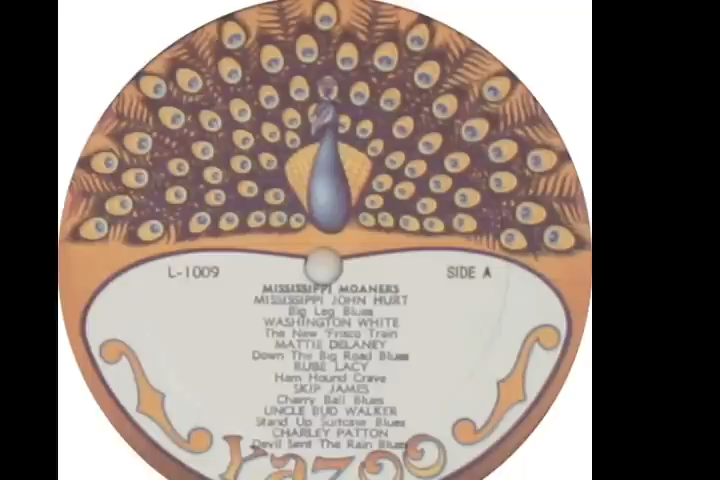 L-1009
SIDE A
MISSISSIPPI MOANERS
MISSISSIPPI JOHN HURT
Big Leg Blues
WASHINGTON WHITE
The New 'Frisco Train
MATTIE DELANEY
Down The Big Road Blues
RUBE LACY
Ham Hound Crave
SKIP JAMES
Cherry Ball Blues
UNCLE BUD WALKER
Stand Up Suitcase Blues
CHARLEY PATTON
Devil Sent The Rain Blues
Yazoo